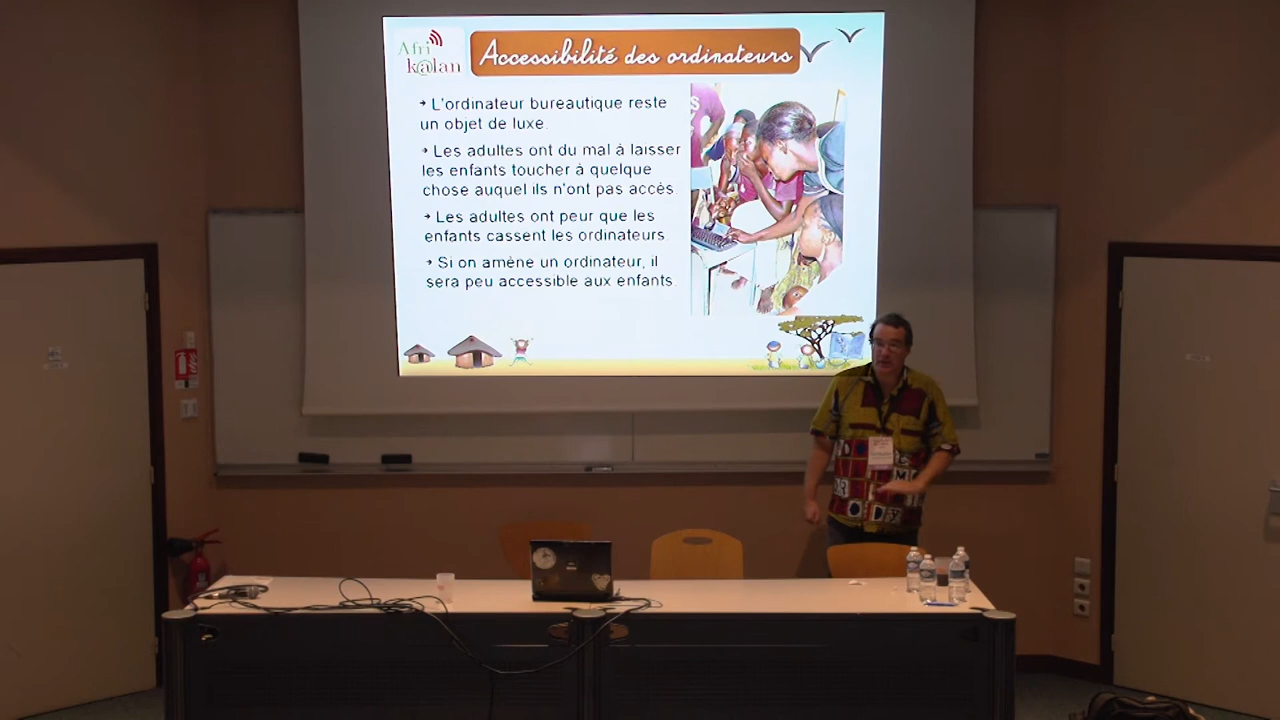 Afri
k@lan
Accessibilité des ordinateurs
➔ L'ordinateur bureautique reste
un objet de luxe.
➔ Les adultes ont du mal à laisser
les enfants toucher à quelque
chose auquel ils n'ont pas accès.
➔ Les adultes ont peur que les
enfants cassent les ordinateurs.
➔ Si on amène un ordinateur, il
sera peu accessible aux enfants.